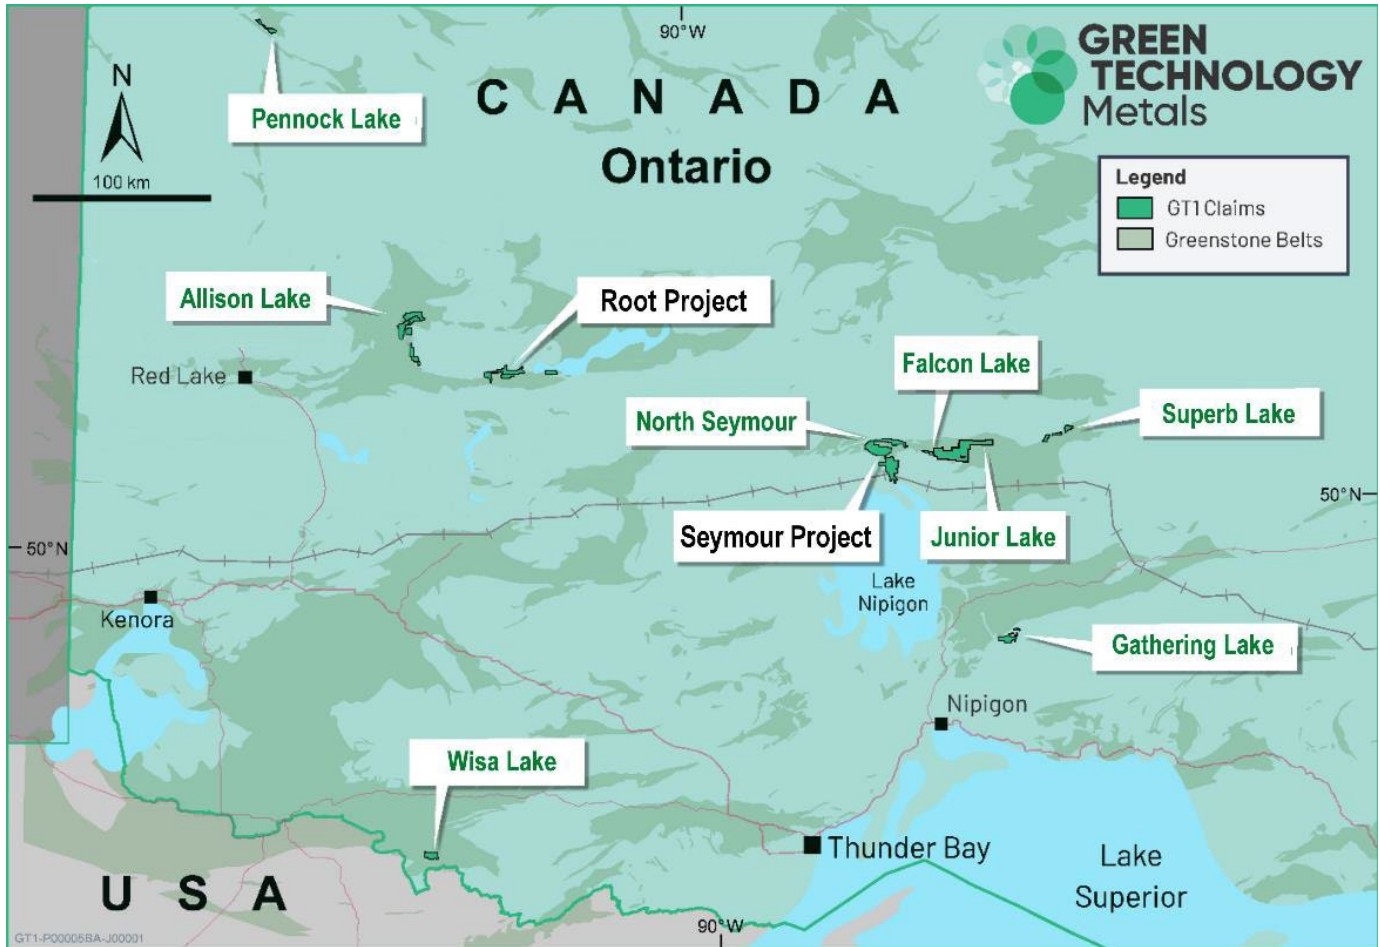 90°W
GREEN
TECHNOLOGY
Metals
N
Pennock Lake
CANADA
Ontario
100 km
Legend
GT1 Claims
Greenstone Belts
Allison Lake
Root Project
Red Lake
Falcon Lake
North Seymour
Superb Lake
50°N
Seymour Project
Junior Lake
50°N
Lake
Nipigon
Kenora
Gathering Lake
Nipigon
Wisa Lake
Thunder Bay
Lake
Superior
USA
90°W
GT1-P00005BA-J00001